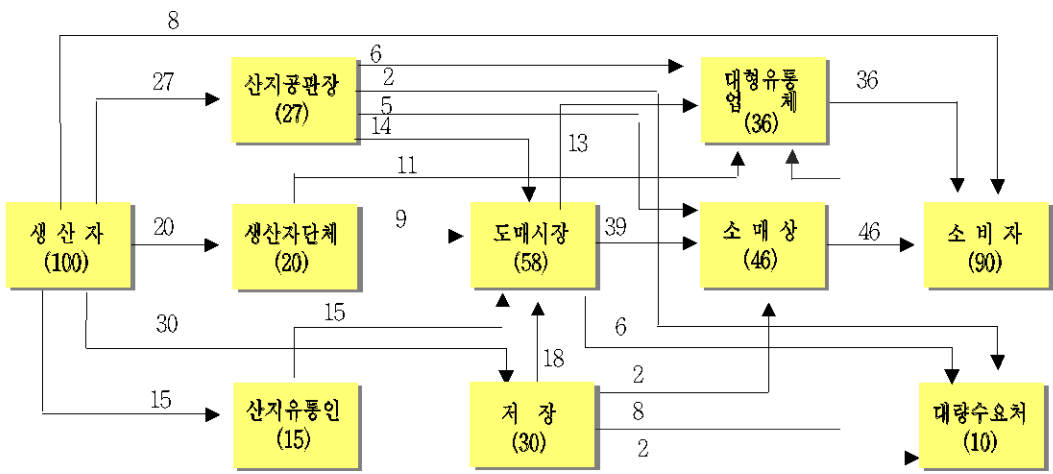 8
6
산지공판장
(27)
27
2
대형유통
업 체
(36)
36
5
14
13
11
생 산 자
(100)
20
생산자단체
(20)
9
도매시장
(58)
39
소 매 상
(46)
46
소 비 자
(90)
30
15
18
6
15
산지유통인
(15)
저 장
(30)
2
8
2
대량수요처
(10)